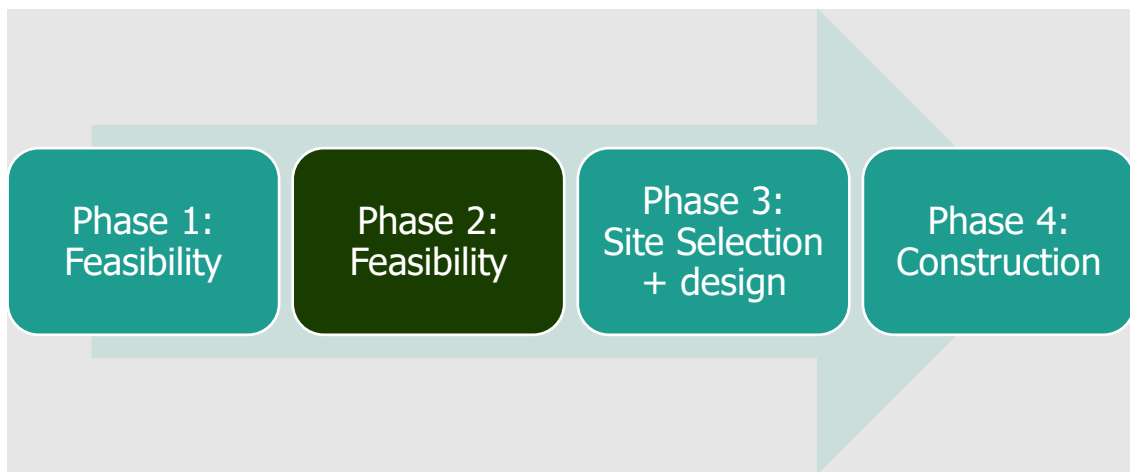 Phase 1:
Feasibility
Phase 2:
Feasibility
Phase 3:
Site Selection
+ design
Phase 4:
Construction